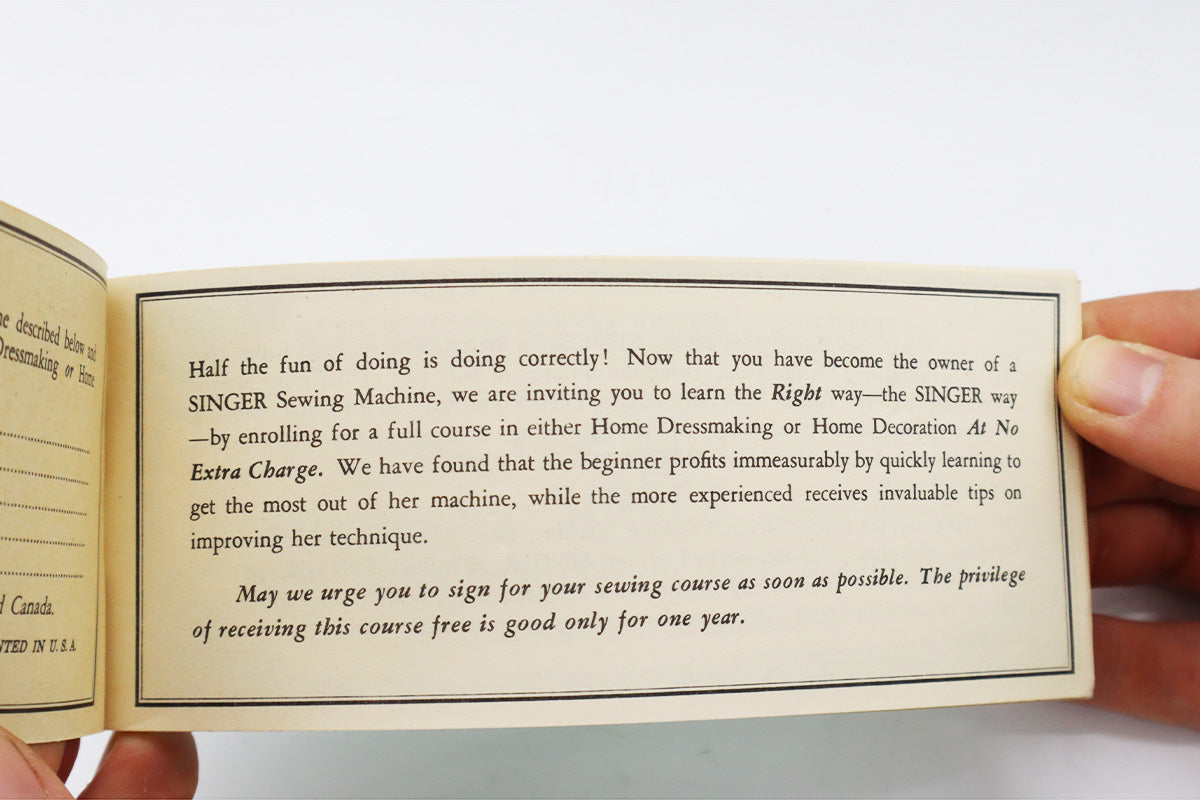 described below and
Dressmaking or Home
Canada.
IN U. S. A.
Half the fun of doing is doing correctly! Now that you have become the owner of a
SINGER Sewing Machine, we are inviting you to learn the Right way—the SINGER way
—by enrolling for a full course in either Home Dressmaking or Home Decoration At No
Extra Charge. We have found that the beginner profits immeasurably by quickly learning to
get the most out of her machine, while the more experienced receives invaluable tips on
improving her technique.
May we urge you to sign for your sewing course as soon as possible. The privilege
of receiving this course free is good only for one year.